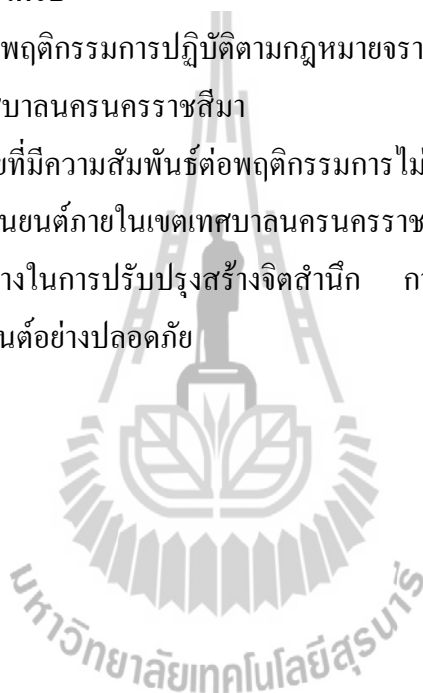 พฤติกรรมการปฏิบัติตามกฎหมายจรา
ศบาลนครนครราชสีมา
ยที่มีความสัมพันธ์ต่อพฤติกรรมการไม่
นยนต์ภายในเขตเทศบาลนครนครราช
างในการปรับปรุงสร้างจิตสำนึก กา
นต์อย่างปลอดภัย
มหาวิทยาลัยเทคโนโลยีสุรนารี